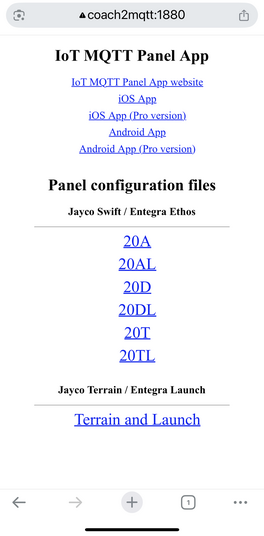 coach2mqtt:1880
IoT MQTT Panel App
IoT MQTT Panel App website
iOS App
iOS App (Pro version)
Android App
Android App (Pro version)
Panel configuration files
Jayco Swift / Entegra Ethos
20A
20AL
20D
20DL
20T
20TL
Jayco Terrain / Entegra Launch
Terrain and Launch
1